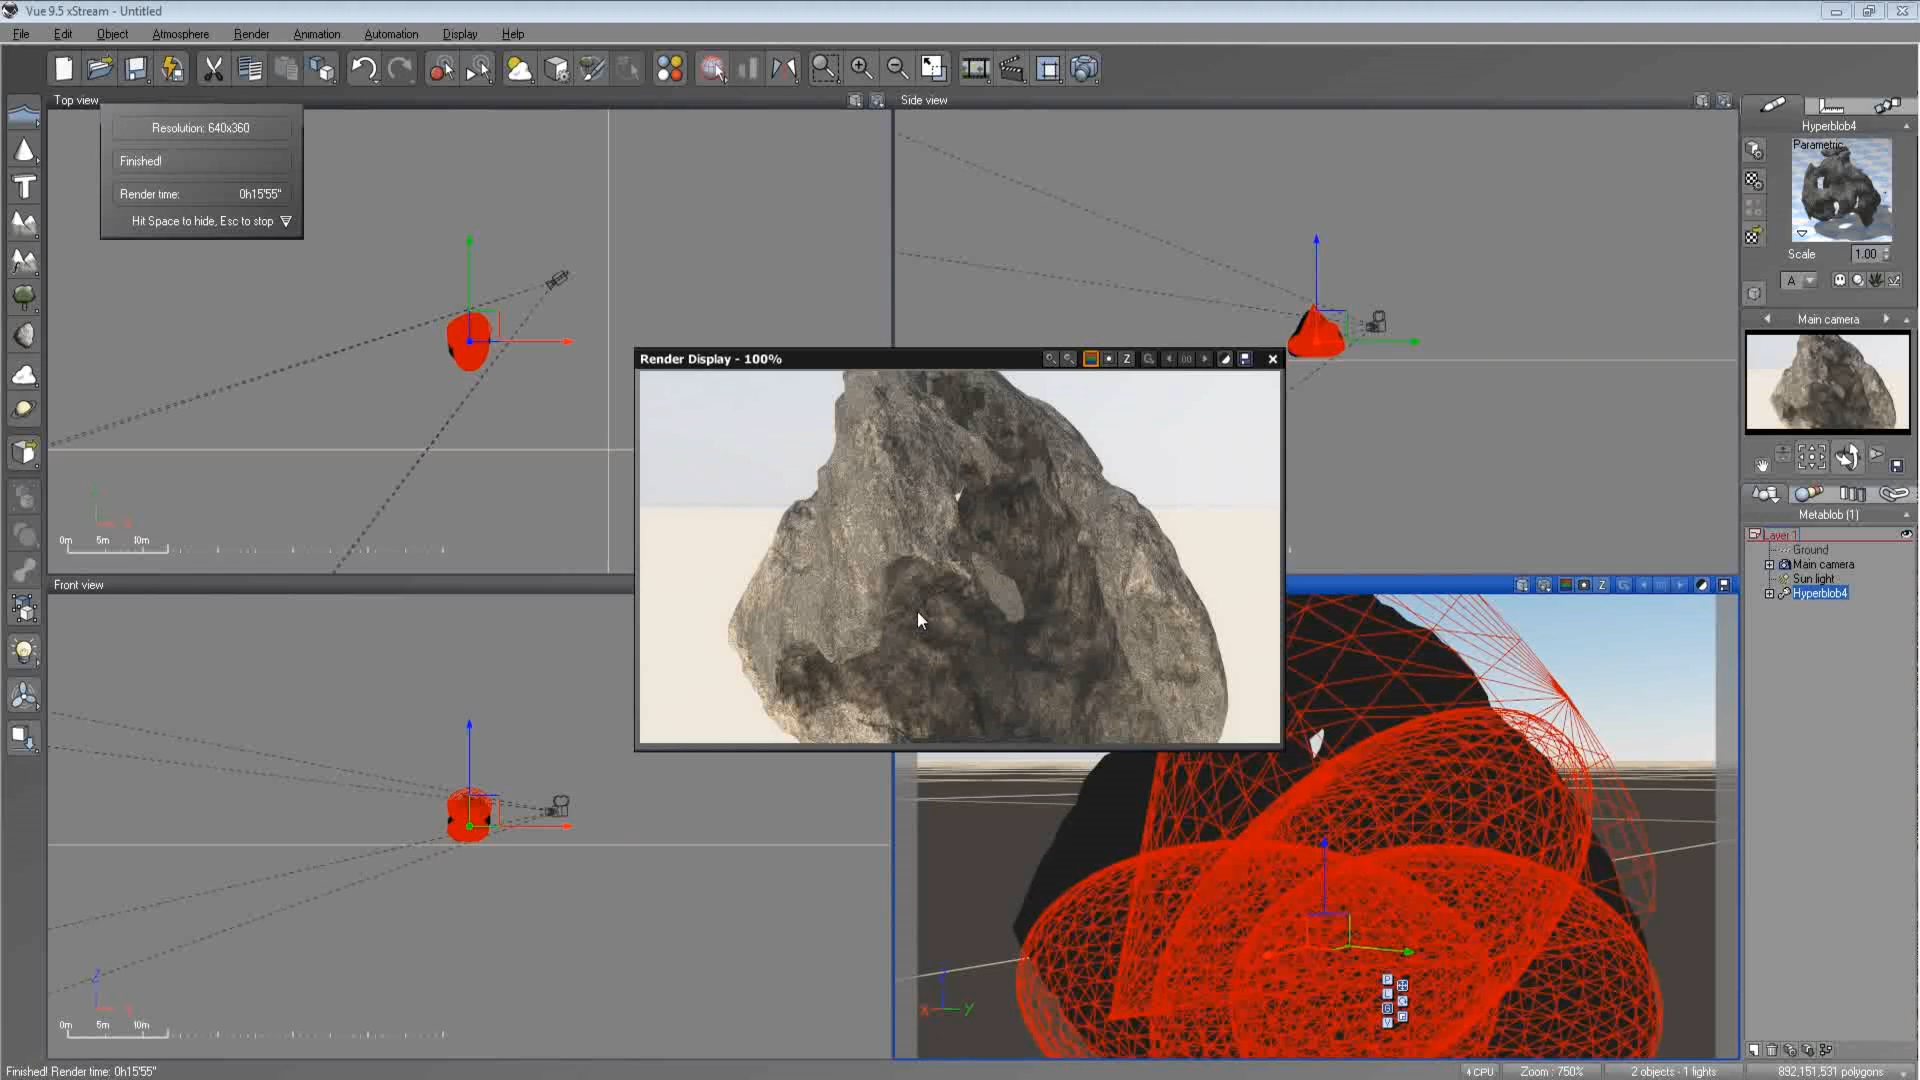 Vue 9.5 xStream - Untitled
File Edit Object Atmosphere Render Animation Automation Display Help
Top view
Side view
Resolution: 640x360
Finished!
Render time: 0h15'55"
Hit Space to hide, Esc to stop
0m 5m 10m
Front view
0m 5m 10m
Render Display - 100%
Z
Z
Hyperblob4
Parametric
Scale 1.00
A
Main camera
Metablob (1)
Layer 1
Ground
Main camera
Sun light
Hyperblob4
Finished! Render time: 0h15'55"
4 CPU
Zoom : 750%
2 objects - 1 lights
892,151,531 polygons